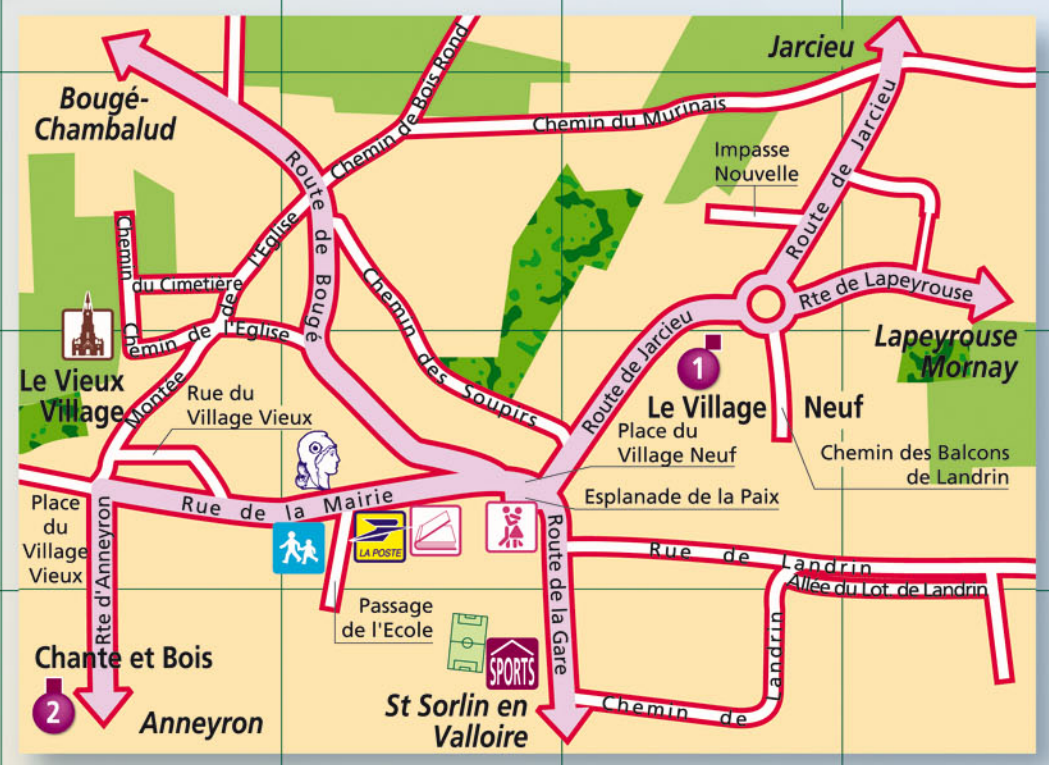 Jarcieu
Bougé-
Chambalud
Chemin de Bois Rond
Chemin du Murinais
Impasse
Nouvelle
Route de Jarcieu
Route de Bougé
Chemin
du Cimetière
Montée de l'Eglise
Chemin de l'Eglise
Chemin des Soupirs
Rte de Lapeyrouse
Route de Jarcieu
Lapeyrouse
Mornay
1
Le Vieux
Village
Rue du
Village Vieux
Le Village Neuf
Place du
Village Neuf
Chemin des Balcons
de Landrin
Esplanade de la Paix
Rue de la Mairie
Place
du
Village
Vieux
LA POSTE
Rte d'Anneyron
Route de la Gare
Rue de Landrin
Allée du Lot. de Landrin
Passage
de l'Ecole
SPORTS
Chante et Bois
2
Anneyron
St Sorlin en
Valloire
Chemin de Landrin